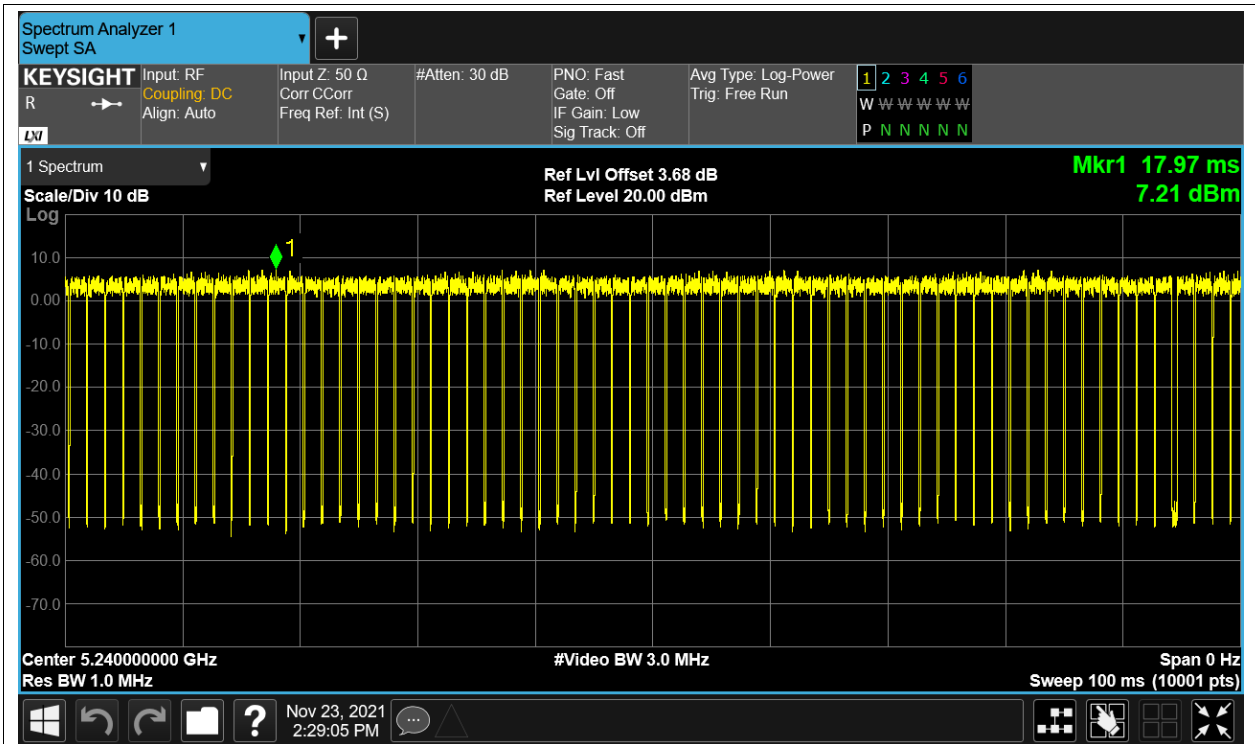 Spectrum Analyzer 1
Swept SA
+
KEYSIGHT
R
LXI
Input: RF
Coupling: DC
Align: Auto
Input Z: 50 Ω
Corr CCorr
Freq Ref: Int (S)
#Atten: 30 dB
PNO: Fast
Gate: Off
IF Gain: Low
Sig Track: Off
Avg Type: Log-Power
Trig: Free Run
1 2 3 4 5 6
W W W W W W
P N N N N N
1 Spectrum
Scale/Div 10 dB
Log
Ref Lvl Offset 3.68 dB
Ref Level 20.00 dBm
Mkr1 17.97 ms
7.21 dBm
1
10.0
0.00
-10.0
-20.0
-30.0
-40.0
-50.0
-60.0
-70.0
Center 5.240000000 GHz
Res BW 1.0 MHz
#Video BW 3.0 MHz
Span 0 Hz
Sweep 100 ms (10001 pts)
?
Nov 23, 2021
2:29:05 PM